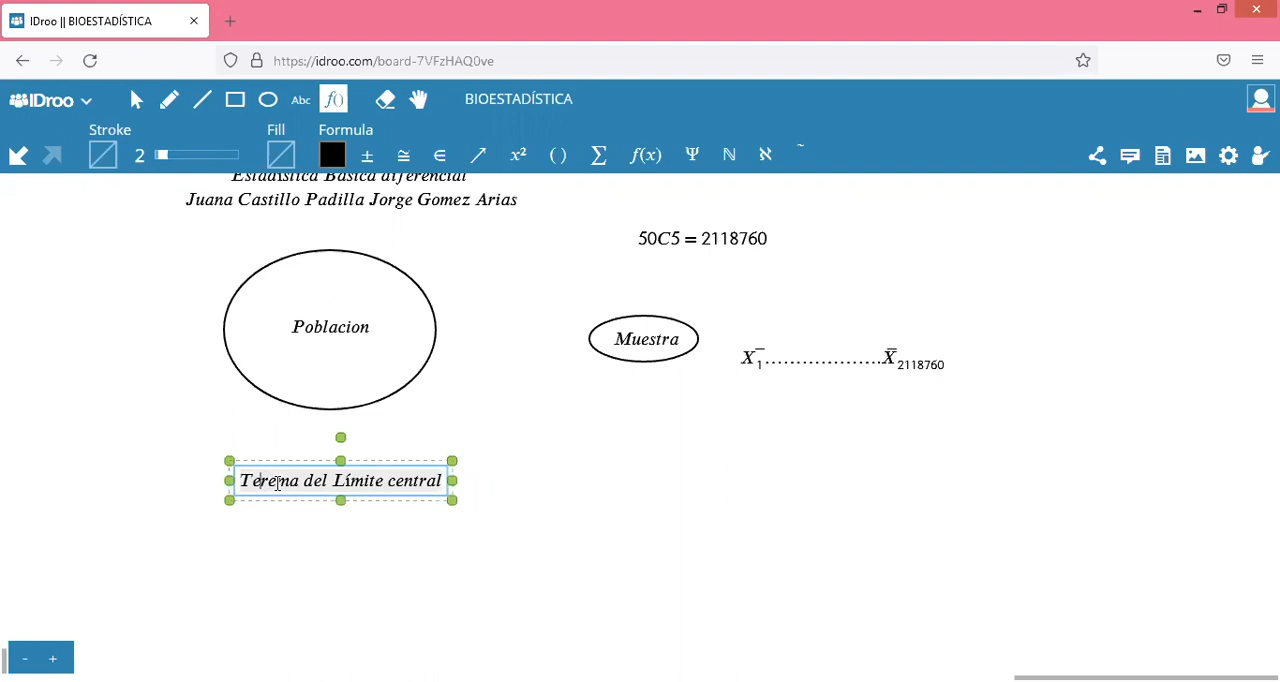 IDroo || BIOESTADÍSTICA
https://idroo.com/board-7VFzHAQ0ve
IDroo
Abc
f()
BIOESTADÍSTICA
Stroke
Fill
Formula
2
± ≅ ∈ x² ( ) ∑ f(x) Ψ ℕ ℵ ~
Estadística Básica diferencial
Juana Castillo Padilla Jorge Gomez Arias
50C5 = 2118760
Poblacion
Muestra
X̅₁....................X̅₂₁₁₈₇₆₀
Terema del Límite central
- +